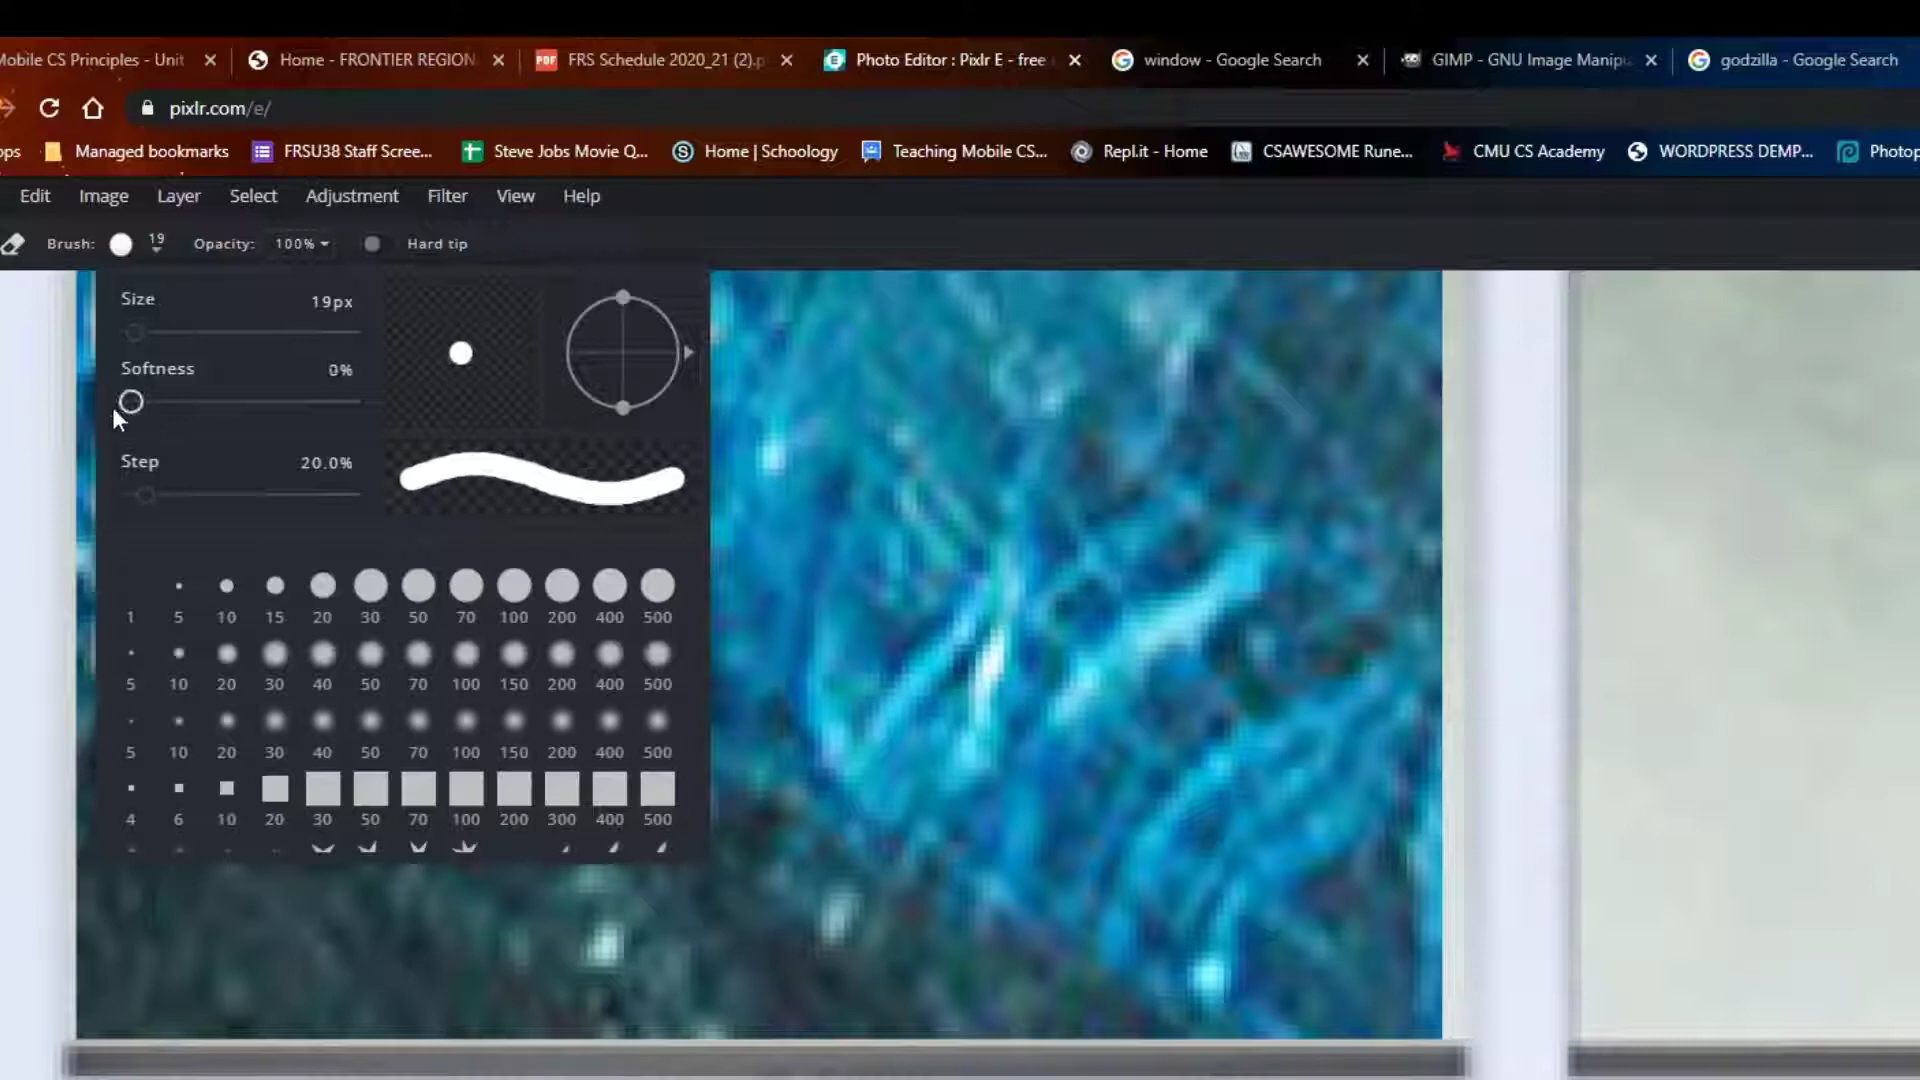 Mobile CS Principles - Unit
Home - FRONTIER REGION
PDF FRS Schedule 2020_21 (2).p
Photo Editor : Pixlr E - free
window - Google Search
GIMP - GNU Image Manipu
godzilla - Google Search
pixlr.com/e/
ops
Managed bookmarks
FRSU38 Staff Scree...
Steve Jobs Movie Q...
Home | Schoology
Teaching Mobile CS...
Repl.it - Home
CSAWESOME Rune...
CMU CS Academy
WORDPRESS DEMP...
Photop
Edit Image Layer Select Adjustment Filter View Help
Brush: 19 Opacity: 100% Hard tip
Size 19px
Softness 0%
Step 20.0%
1 5 10 15 20 30 50 70 100 200 400 500
5 10 20 30 40 50 70 100 150 200 400 500
5 10 20 30 40 50 70 100 150 200 400 500
4 6 10 20 30 50 70 100 200 300 400 500